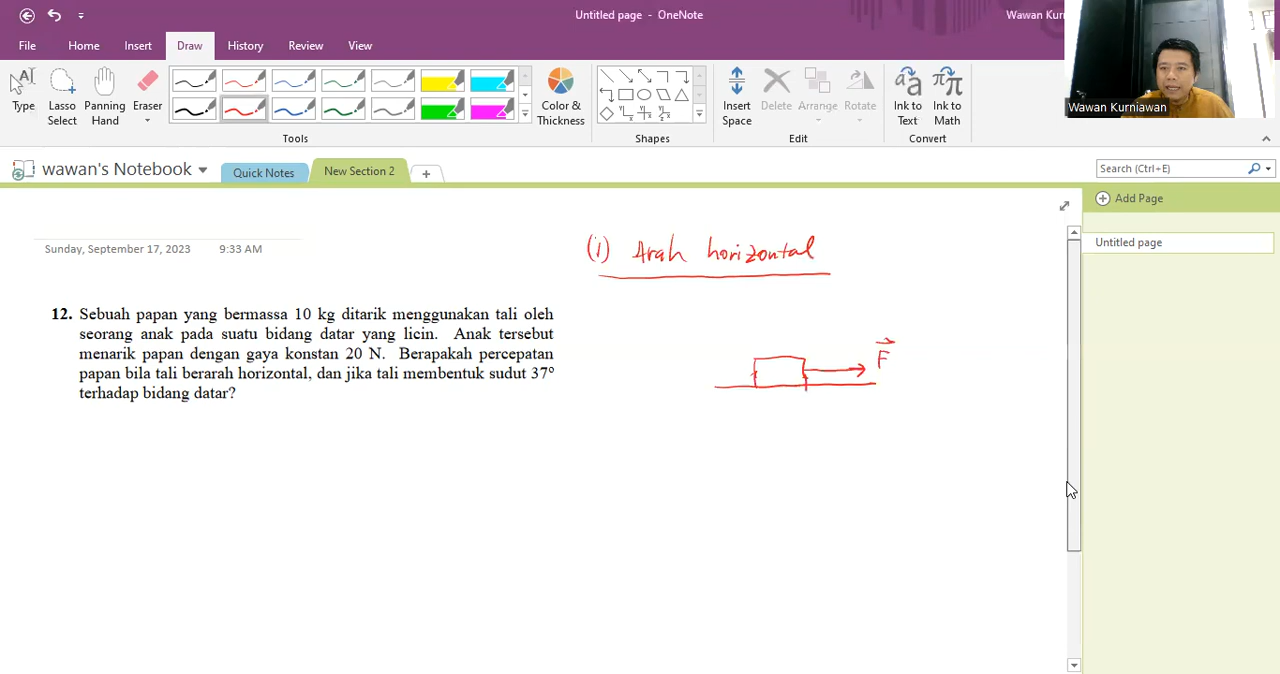 Untitled page - OneNote
Wawan Kurn
File Home Insert Draw History Review View
Type
Lasso Select
Panning Hand
Eraser
Color & Thickness
Insert Space
Delete
Arrange
Rotate
Ink to Text
Ink to Math
Tools
Shapes
Edit
Convert
Wawan Kurniawan
wawan's Notebook
Quick Notes
New Section 2
Search (Ctrl+E)
Add Page
Untitled page
Sunday, September 17, 2023 9:33 AM
(i) Arah horizontal
12. Sebuah papan yang bermassa 10 kg ditarik menggunakan tali oleh
seorang anak pada suatu bidang datar yang licin. Anak tersebut
menarik papan dengan gaya konstan 20 N. Berapakah percepatan
papan bila tali berarah horizontal, dan jika tali membentuk sudut 37º
terhadap bidang datar?
F